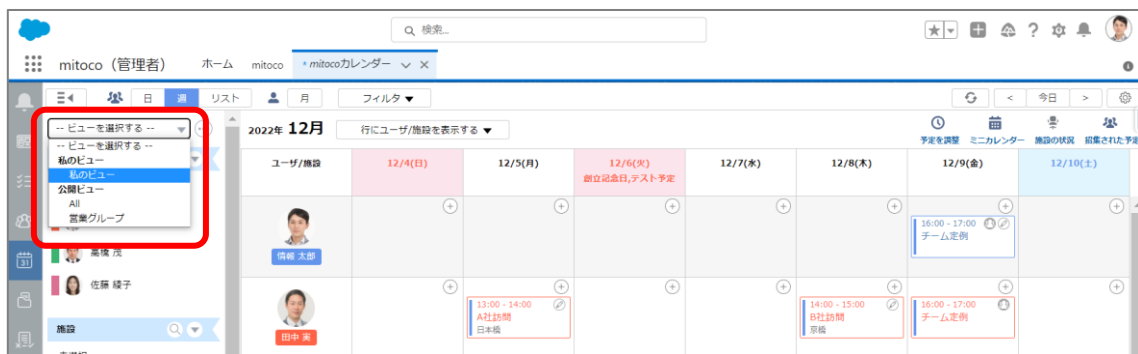 検索...
mitoco（管理者） ホーム mitoco * mitocoカレンダー
日 週 リスト 月 フィルタ ▼ < 今日 >
-- ビューを選択する --
-- ビューを選択する --
私のビュー
私のビュー
公開ビュー
All
営業グループ
高橋 茂
佐藤 綾子
施設
2022年 12月 行にユーザ/施設を表示する ▼
予定を調整 ミニカレンダー 施設の状況 招集された予定
ユーザ/施設 12/4(日) 12/5(月) 12/6(火) 12/7(水) 12/8(木) 12/9(金) 12/10(土)
創立記念日,テスト予定
情報 太郎
16:00 - 17:00
チーム定例
田中 実
13:00 - 14:00
A社訪問
日本橋
14:00 - 15:00
B社訪問
京橋
16:00 - 17:00
チーム定例
31